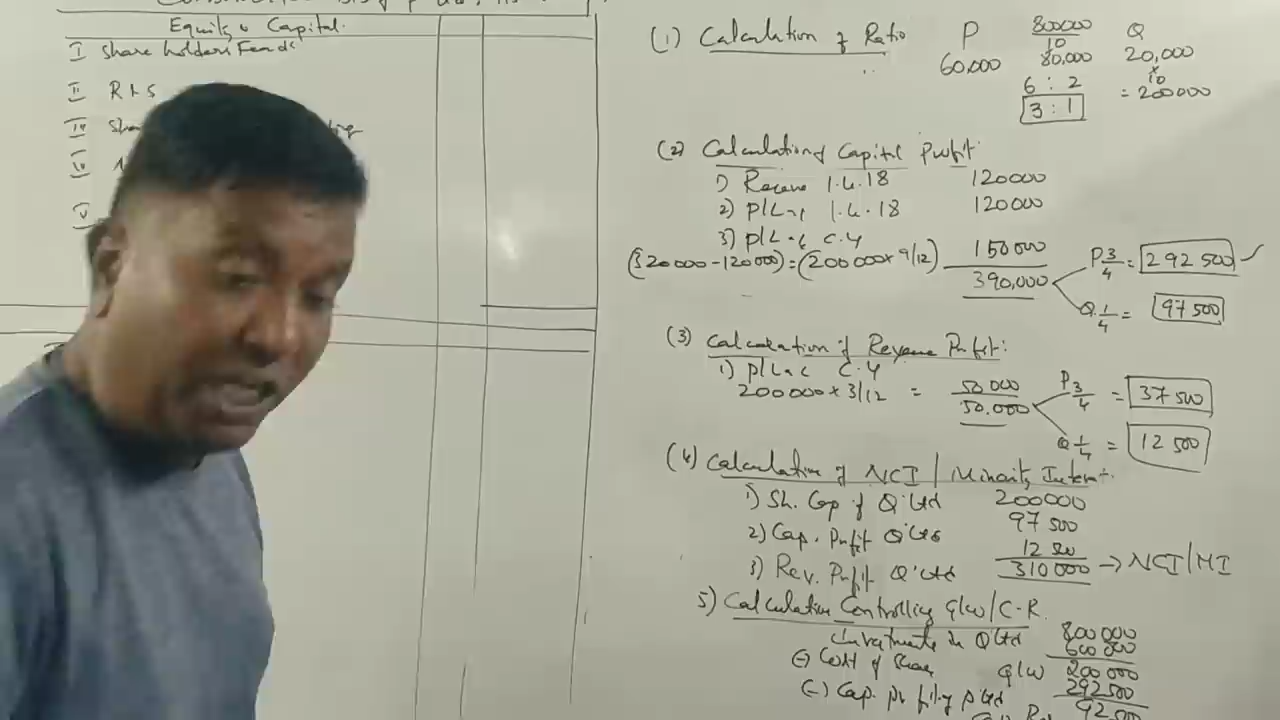 Equity & Capital.
I Share holders Funds
II R & S
III Sha
IV
V
(1) Calculation of Ratio P 800000 Q
10
60,000 80,000 20,000
x 10
6 : 2 = 200000
3 : 1
(2) Calculation of Capital Profit
1) Reserve 1.4.18 120000
2) P/L a/c 1.4.18 120000
3) P/L a/c C.Y
(320000 - 120000) = (200000 x 9/12) 150000
390,000
P 3/4 = 292500
Q 1/4 = 97500
(3) Calculation of Revenue Profit:
1) P/L a/c C.Y
200000 x 3/12 = 50000
50.000
P 3/4 = 37500
Q 1/4 = 12500
(4) Calculation of NCI / Minority Interest.
1) Sh. Cap of Q Ltd 200000
2) Cap. Profit Q Ltd 97500
3) Rev. Profit Q Ltd 12500
310000 → NCI/MI
5) Calculation Controlling G/W / C-R
Investments in Q Ltd 800000
(-) Cost of Share 600000
G/W 200000
(-) Cap. Pr P Ltd 292500
92500